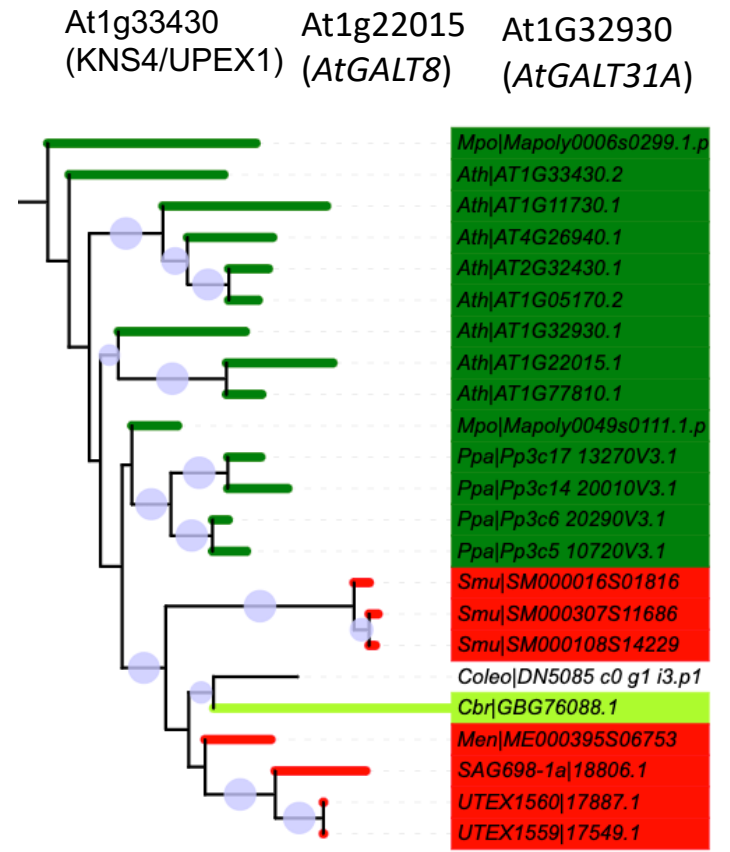 At1g33430
(KNS4/UPEX1)
At1g22015
(AtGALT8)
At1G32930
(AtGALT31A)
Mpo|Mapoly0006s0299.1.p
Ath|AT1G33430.2
Ath|AT1G11730.1
Ath|AT4G26940.1
Ath|AT2G32430.1
Ath|AT1G05170.2
Ath|AT1G32930.1
Ath|AT1G22015.1
Ath|AT1G77810.1
Mpo|Mapoly0049s0111.1.p
Ppa|Pp3c17 13270V3.1
Ppa|Pp3c14 20010V3.1
Ppa|Pp3c6 20290V3.1
Ppa|Pp3c5 10720V3.1
Smu|SM000016S01816
Smu|SM000307S11686
Smu|SM000108S14229
Coleo|DN5085 c0 g1 i3.p1
Cbr|GBG76088.1
Men|ME000395S06753
SAG698-1a|18806.1
UTEX1560|17887.1
UTEX1559|17549.1